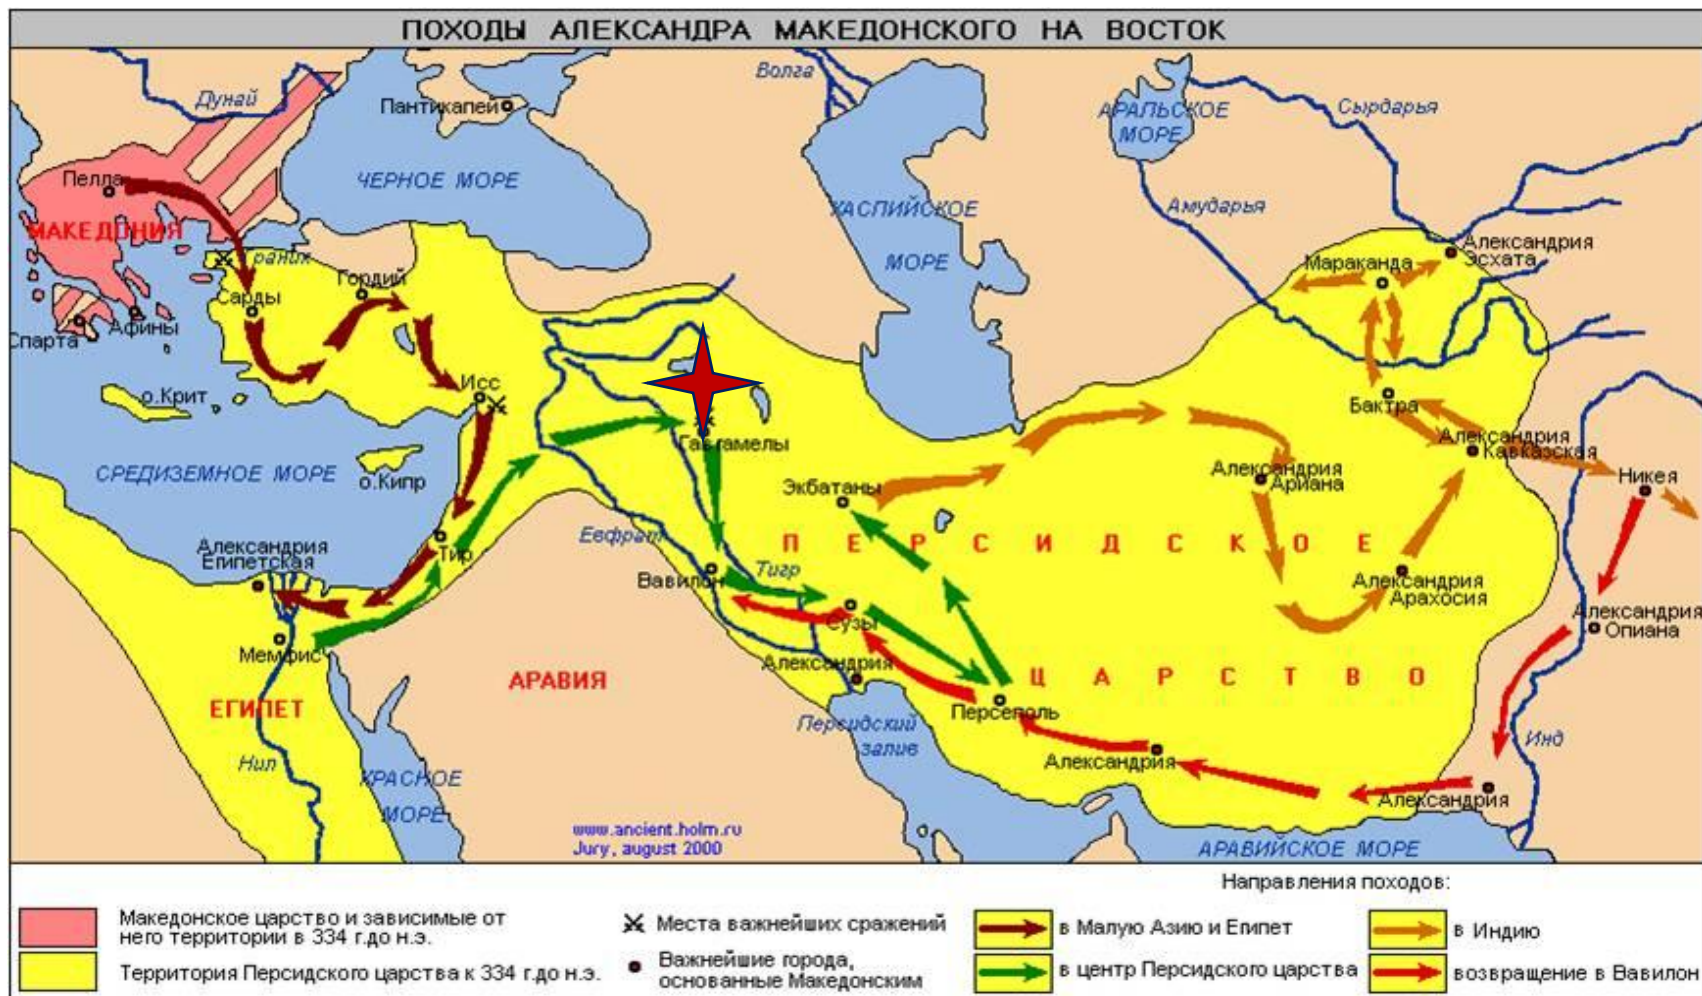 ПОХОДЫ АЛЕКСАНДРА МАКЕДОНСКОГО НА ВОСТОК
Дунай
Пантикапей
Волга
АРАЛЬСКОЕ
МОРЕ
Сырдарья
Пелла
ЧЕРНОЕ МОРЕ
КАСПИЙСКОЕ
МОРЕ
Амударья
МАКЕДОНИЯ
Граник
Гордий
Сарды
Мараканда
Александрия
Эсхата
Спарта
Афины
о.Крит
Исс
Бактра
Гавгамелы
Александрия
Кавказская
СРЕДИЗЕМНОЕ МОРЕ
о.Кипр
Экбатаны
Александрия
Ариана
Никея
Александрия
Египетская
Тир
Евфрат
ПЕРСИДСКОЕ
Вавилон
Тигр
Александрия
Арахосия
Сузы
Александрия
Опиана
Мемфис
АРАВИЯ
Александрия
ЦАРСТВО
ЕГИПЕТ
Персеполь
Персидский
залив
Нил
КРАСНОЕ
МОРЕ
Александрия
Инд
Александрия
www.ancient.holm.ru
Jury, august 2000
АРАВИЙСКОЕ МОРЕ
Направления походов:
Македонское царство и зависимые от
него территории в 334 г.до н.э.
Места важнейших сражений
в Малую Азию и Египет
в Индию
Территория Персидского царства к 334 г.до н.э.
Важнейшие города,
основанные Македонским
в центр Персидского царства
возвращение в Вавилон